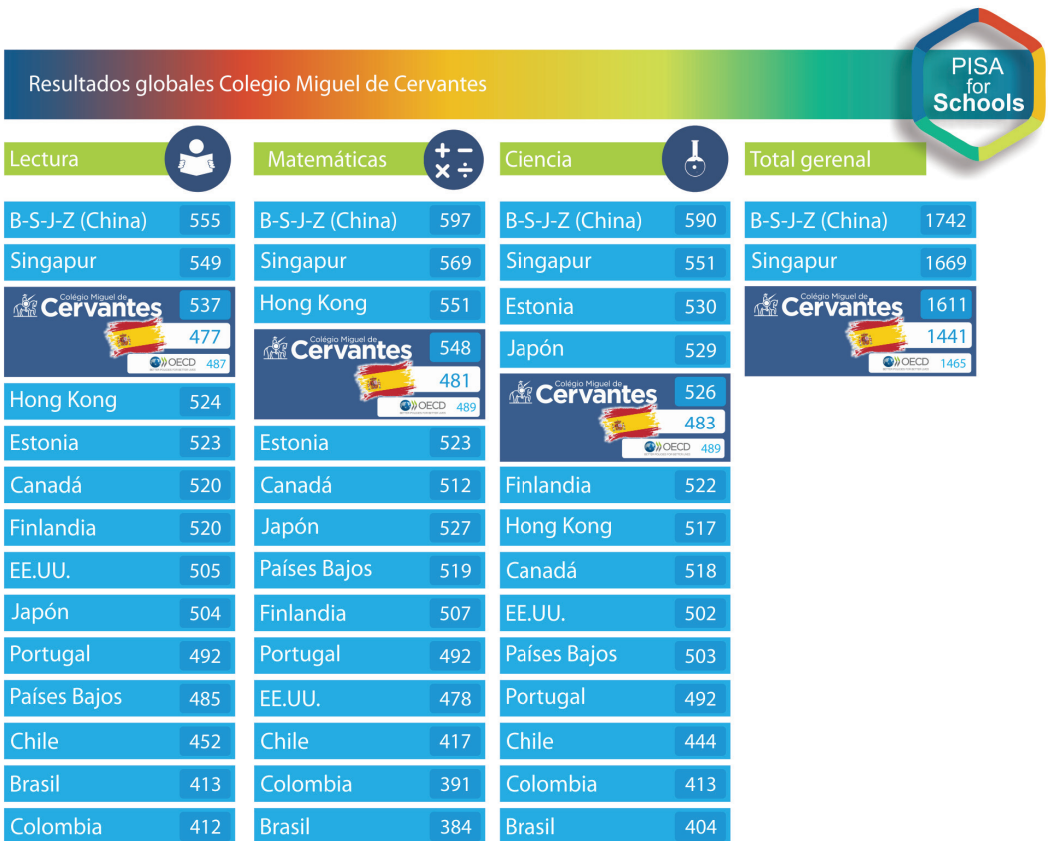 Resultados globales Colegio Miguel de Cervantes
PISA
for
Schools
Lectura
B-S-J-Z (China) 555
Singapur 549
Colégio Miguel de
Cervantes 537
477
OECD 487
Hong Kong 524
Estonia 523
Canadá 520
Finlandia 520
EE.UU. 505
Japón 504
Portugal 492
Países Bajos 485
Chile 452
Brasil 413
Colombia 412
Matemáticas
B-S-J-Z (China) 597
Singapur 569
Hong Kong 551
Colégio Miguel de
Cervantes 548
481
OECD 489
Estonia 523
Canadá 512
Japón 527
Países Bajos 519
Finlandia 507
Portugal 492
EE.UU. 478
Chile 417
Colombia 391
Brasil 384
Ciencia
B-S-J-Z (China) 590
Singapur 551
Estonia 530
Japón 529
Colégio Miguel de
Cervantes 526
483
OECD 489
Finlandia 522
Hong Kong 517
Canadá 518
EE.UU. 502
Países Bajos 503
Portugal 492
Chile 444
Colombia 413
Brasil 404
Total gerenal
B-S-J-Z (China) 1742
Singapur 1669
Colégio Miguel de
Cervantes 1611
1441
OECD 1465